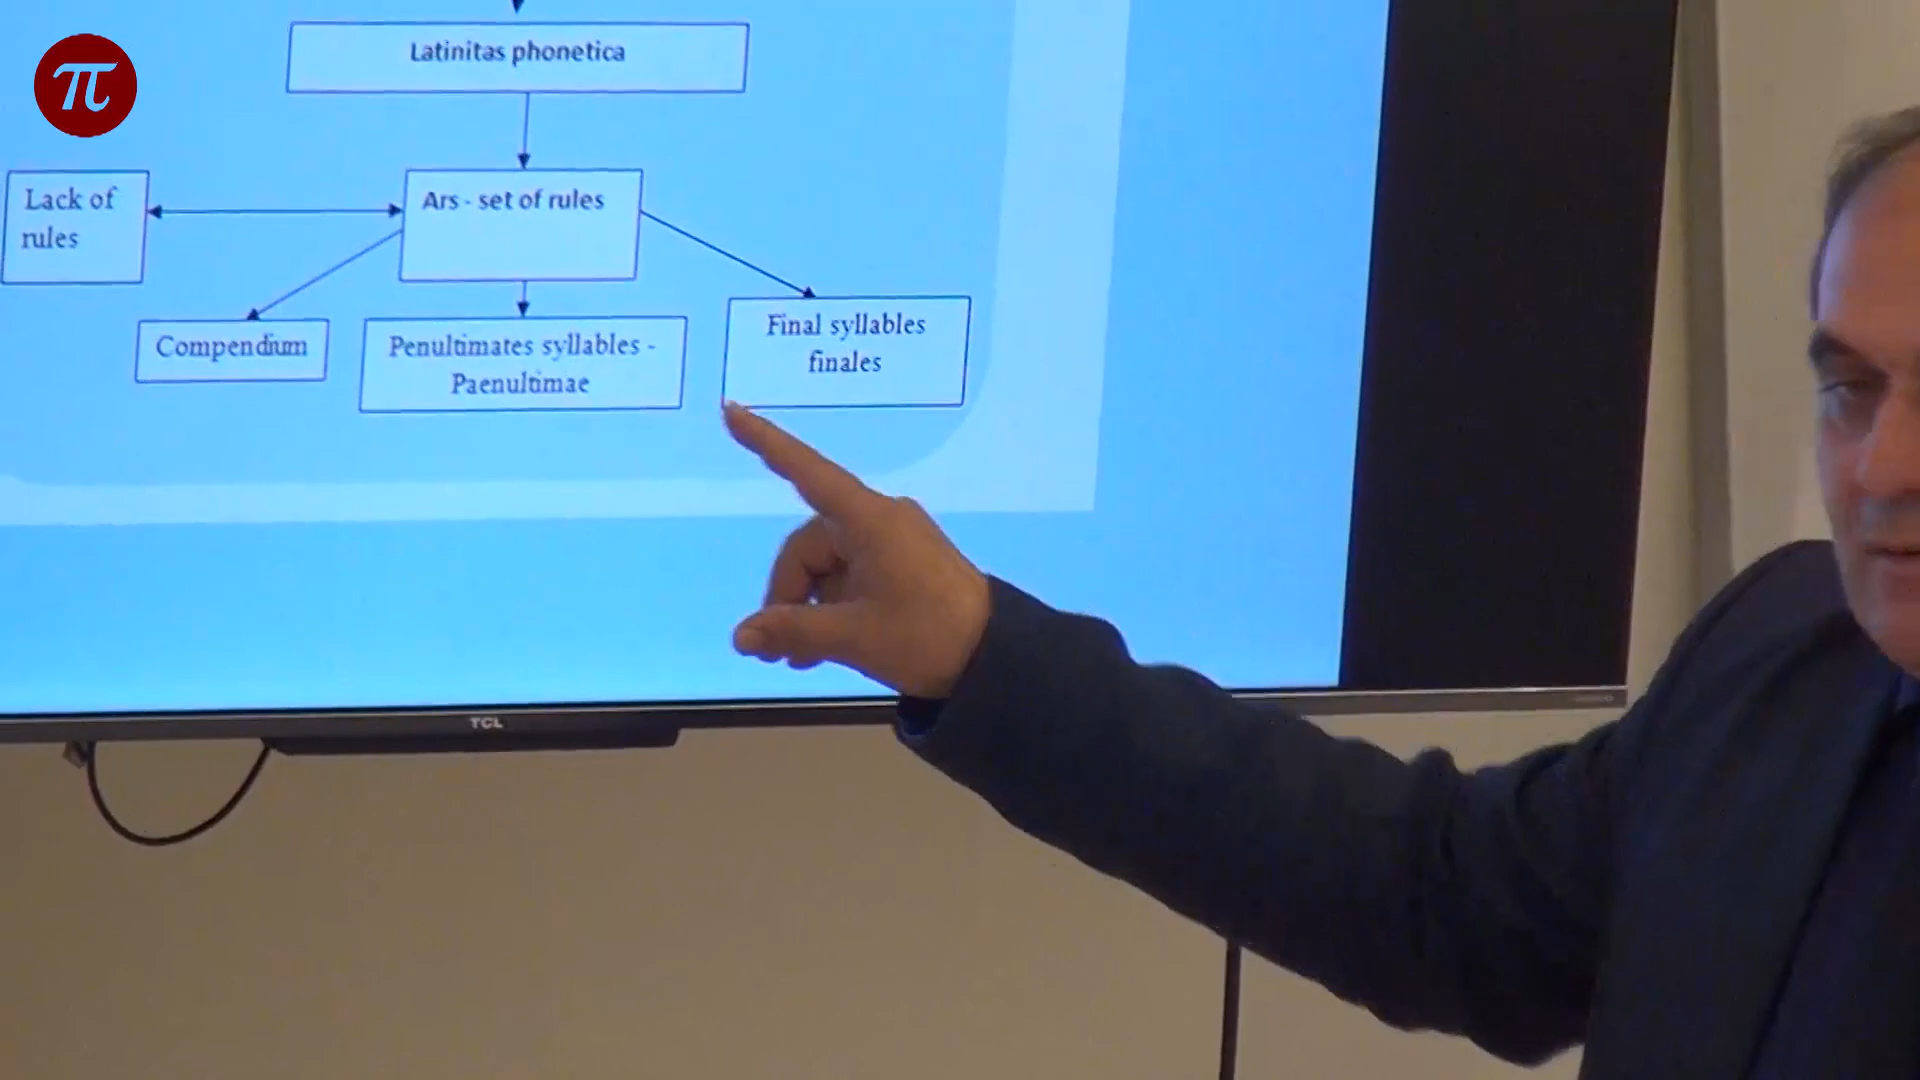 π
Latinitas phonetica
Lack of
rules
Ars - set of rules
Compendium
Penultimates syllables -
Paenultimae
Final syllables
finales
TCL